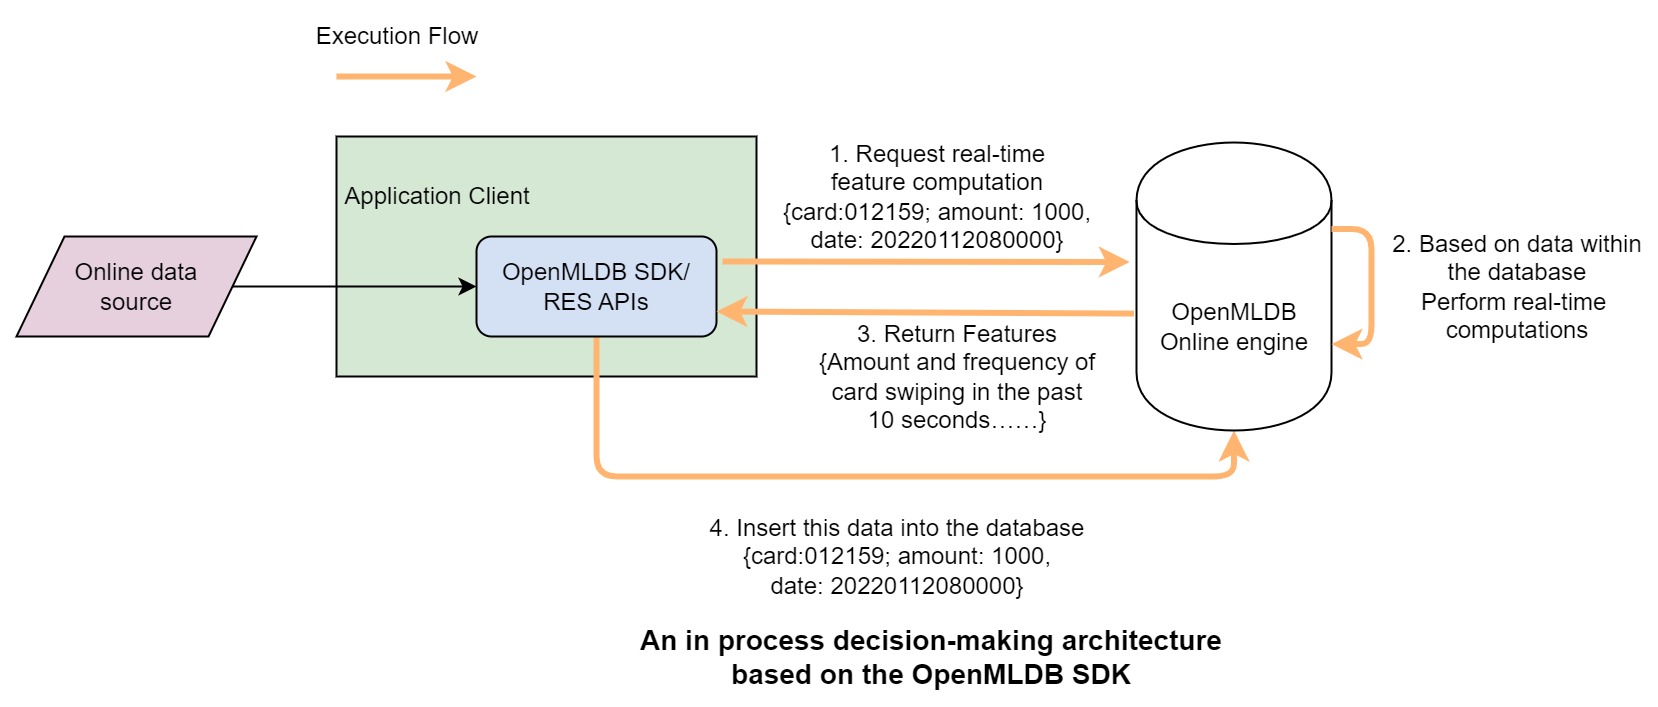 Execution Flow
Application Client
Online data
source
OpenMLDB SDK/
RES APIs
1. Request real-time
feature computation
{card:012159; amount: 1000,
date: 20220112080000}
OpenMLDB
Online engine
2. Based on data within
the database
Perform real-time
computations
3. Return Features
{Amount and frequency of
card swiping in the past
10 seconds……}
4. Insert this data into the database
{card:012159; amount: 1000,
date: 20220112080000}
An in process decision-making architecture
based on the OpenMLDB SDK